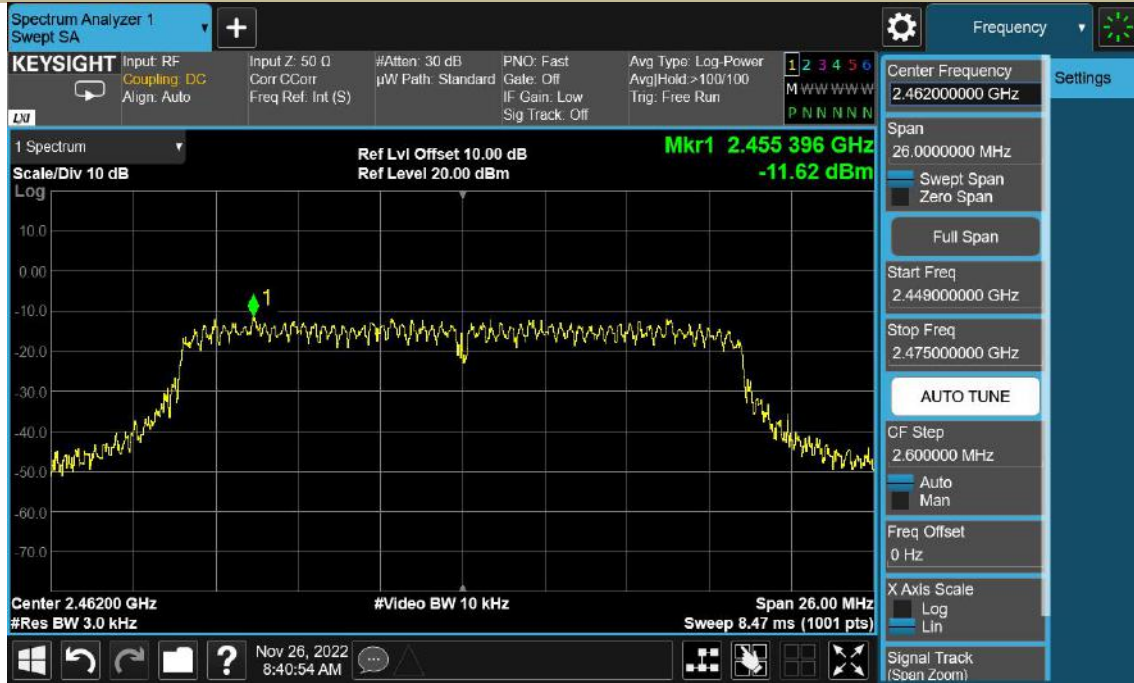 Spectrum Analyzer 1
Swept SA
+
Frequency
KEYSIGHT
LXI
Input: RF
Coupling: DC
Align: Auto
Input Z: 50 Ω
Corr CCorr
Freq Ref: Int (S)
#Atten: 30 dB
µW Path: Standard
PNO: Fast
Gate: Off
IF Gain: Low
Sig Track: Off
Avg Type: Log-Power
Avg|Hold:>100/100
Trig: Free Run
1 2 3 4 5 6
M W W W W W
P N N N N N
1 Spectrum
Scale/Div 10 dB
Ref Lvl Offset 10.00 dB
Ref Level 20.00 dBm
Mkr1 2.455 396 GHz
-11.62 dBm
Log
10.0
0.00
-10.0
-20.0
-30.0
-40.0
-50.0
-60.0
-70.0
1
Center 2.46200 GHz
#Res BW 3.0 kHz
#Video BW 10 kHz
Span 26.00 MHz
Sweep 8.47 ms (1001 pts)
Center Frequency
2.462000000 GHz
Settings
Span
26.0000000 MHz
Swept Span
Zero Span
Full Span
Start Freq
2.449000000 GHz
Stop Freq
2.475000000 GHz
AUTO TUNE
CF Step
2.600000 MHz
Auto
Man
Freq Offset
0 Hz
X Axis Scale
Log
Lin
Signal Track
(Span Zoom)
?
Nov 26, 2022
8:40:54 AM